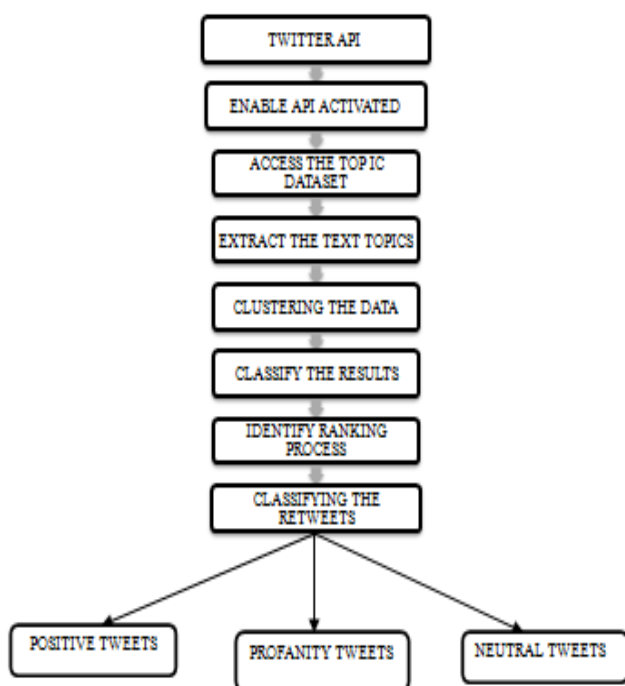 TWITTER API
ENABLE API ACTIVATED
ACCESS THE TOPIC
DATASET
EXTRACT THE TEXT TOPICS
CLUSTERING THE DATA
CLASSIFY THE RESULTS
IDENTIFY RANKING
PROCESS
CLASSIFYING THE
RETWEETS
POSITIVE TWEETS
PROFANITY TWEETS
NEUTRAL TWEETS